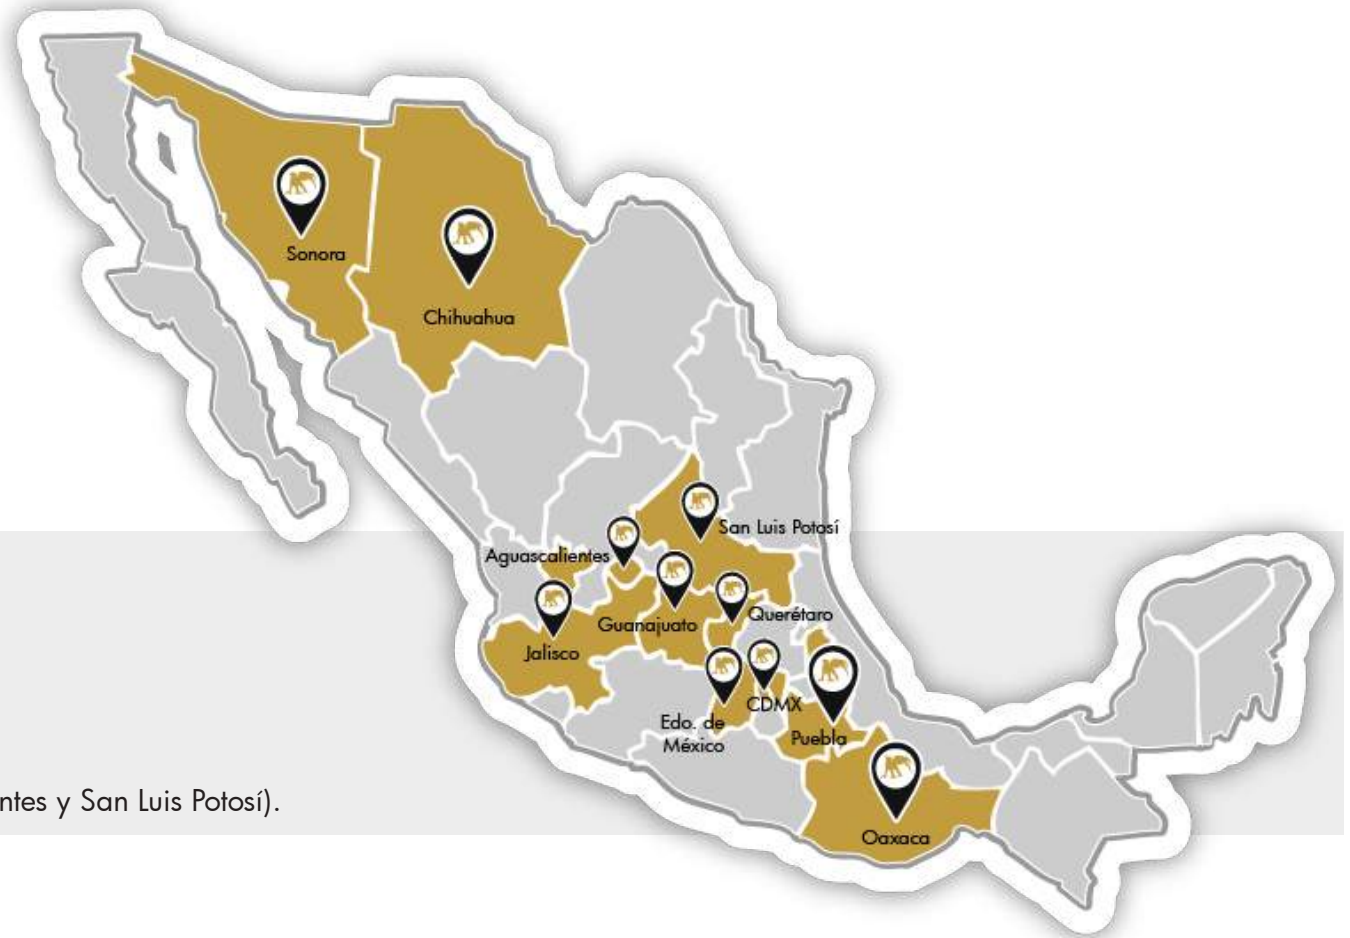 Sonora
Chihuahua
San Luis Potosí
Aguascalientes
Querétaro
Guanajuato
Jalisco
CDMX
Edo. de
México
Puebla
ntes y San Luis Potosí).
Oaxaca